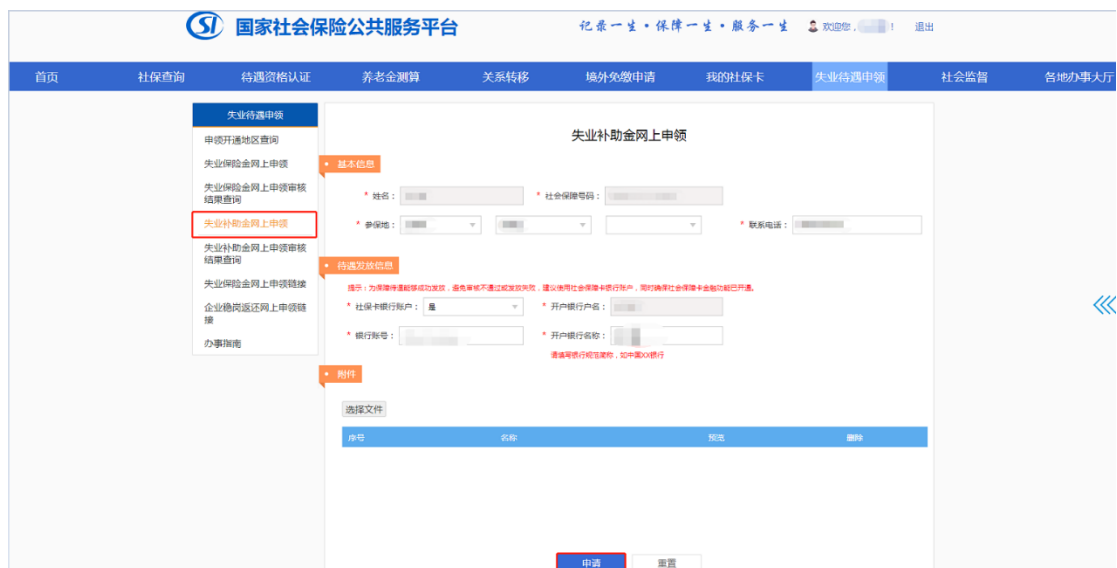 SI 国家社会保险公共服务平台 记录一生·保障一生·服务一生 欢迎您, ! 退出
首页 社保查询 待遇资格认证 养老金测算 关系转移 境外免缴申请 我的社保卡 失业待遇申领 社会监督 各地办事大厅
失业待遇申领
申领开通地区查询
失业保险金网上申领
失业保险金网上申领审核
结果查询
失业补助金网上申领
失业补助金网上申领审核
结果查询
失业保险金网上申领链接
企业稳岗返还网上申领链
接
办事指南
失业补助金网上申领
• 基本信息
* 姓名: * 社会保障号码:
* 参保地: * 联系电话:
• 待遇发放信息
提示:为保障待遇能够成功发放,避免审核不通过或发放失败,建议使用社会保障卡银行账户,同时确保社会保障卡金融功能已开通。
* 社保卡银行账户: 是 * 开户银行户名:
* 银行账号: * 开户银行名称:
请填写银行规范简称,如中国XX银行
• 附件
选择文件
序号 名称 预览 删除
申请 重置